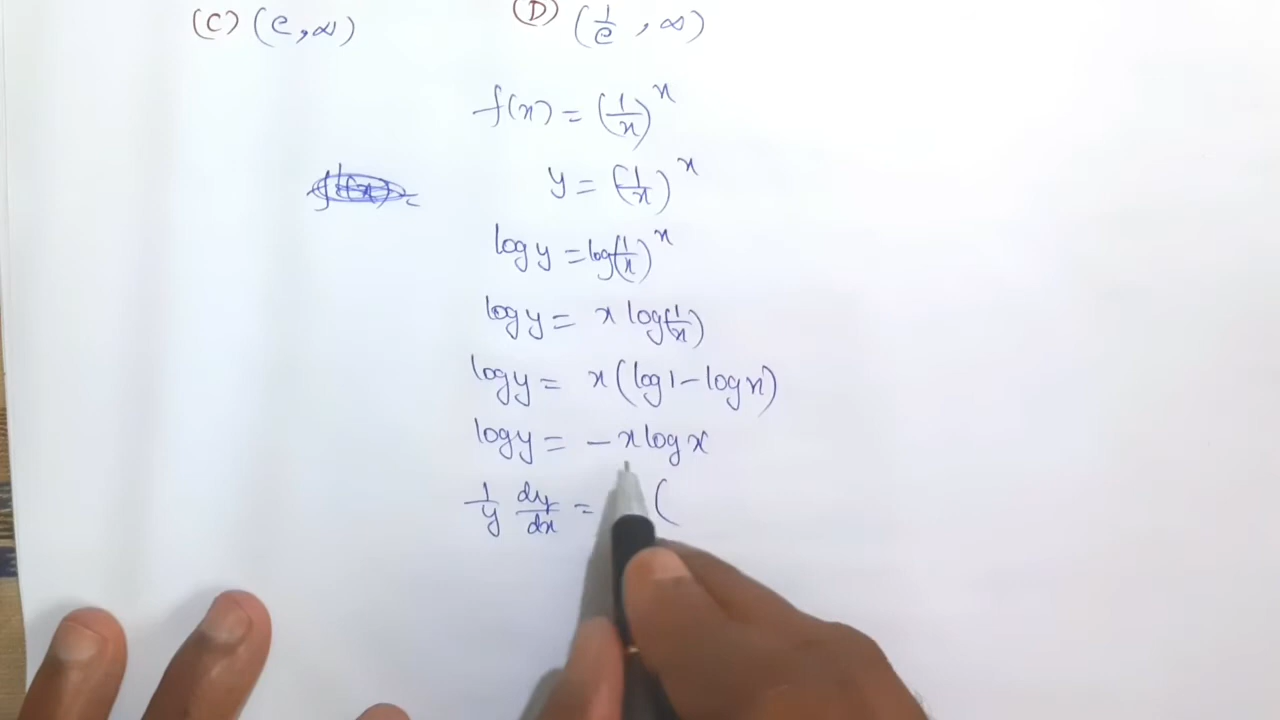 (C) (e, ∞) (D) (1/e, ∞)
f(x) = (1/x)^x
y = (1/x)^x
log y = log(1/x)^x
log y = x log(1/x)
log y = x (log 1 - log x)
log y = - x log x
1/y dy/dx = (